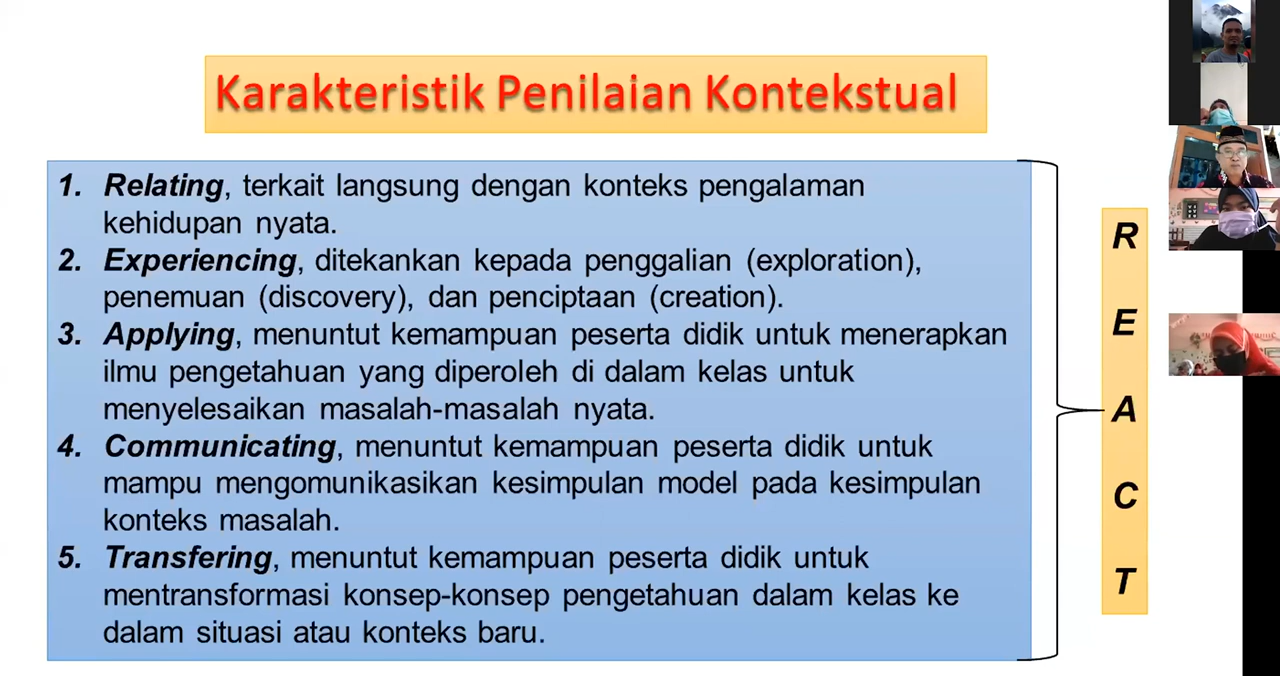 Karakteristik Penilaian Kontekstual
1. Relating, terkait langsung dengan konteks pengalaman
kehidupan nyata.
2. Experiencing, ditekankan kepada penggalian (exploration),
penemuan (discovery), dan penciptaan (creation).
3. Applying, menuntut kemampuan peserta didik untuk menerapkan
ilmu pengetahuan yang diperoleh di dalam kelas untuk
menyelesaikan masalah-masalah nyata.
4. Communicating, menuntut kemampuan peserta didik untuk
mampu mengomunikasikan kesimpulan model pada kesimpulan
konteks masalah.
5. Transfering, menuntut kemampuan peserta didik untuk
mentransformasi konsep-konsep pengetahuan dalam kelas ke
dalam situasi atau konteks baru.
R
E
A
C
T